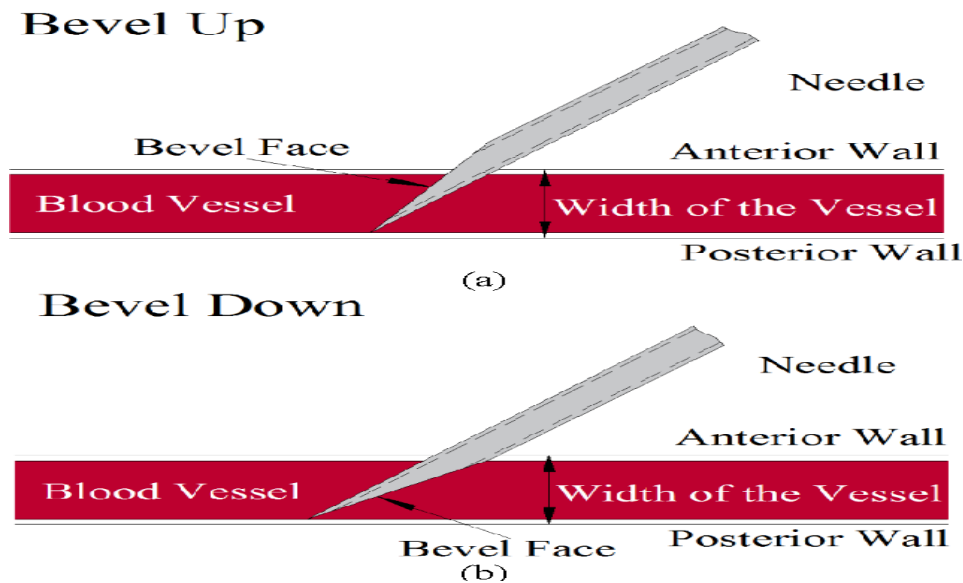 Bevel Up
Needle
Bevel Face
Anterior Wall
Blood Vessel
Width of the Vessel
Posterior Wall
(a)
Bevel Down
Needle
Anterior Wall
Blood Vessel
Width of the Vessel
Posterior Wall
Bevel Face
(b)